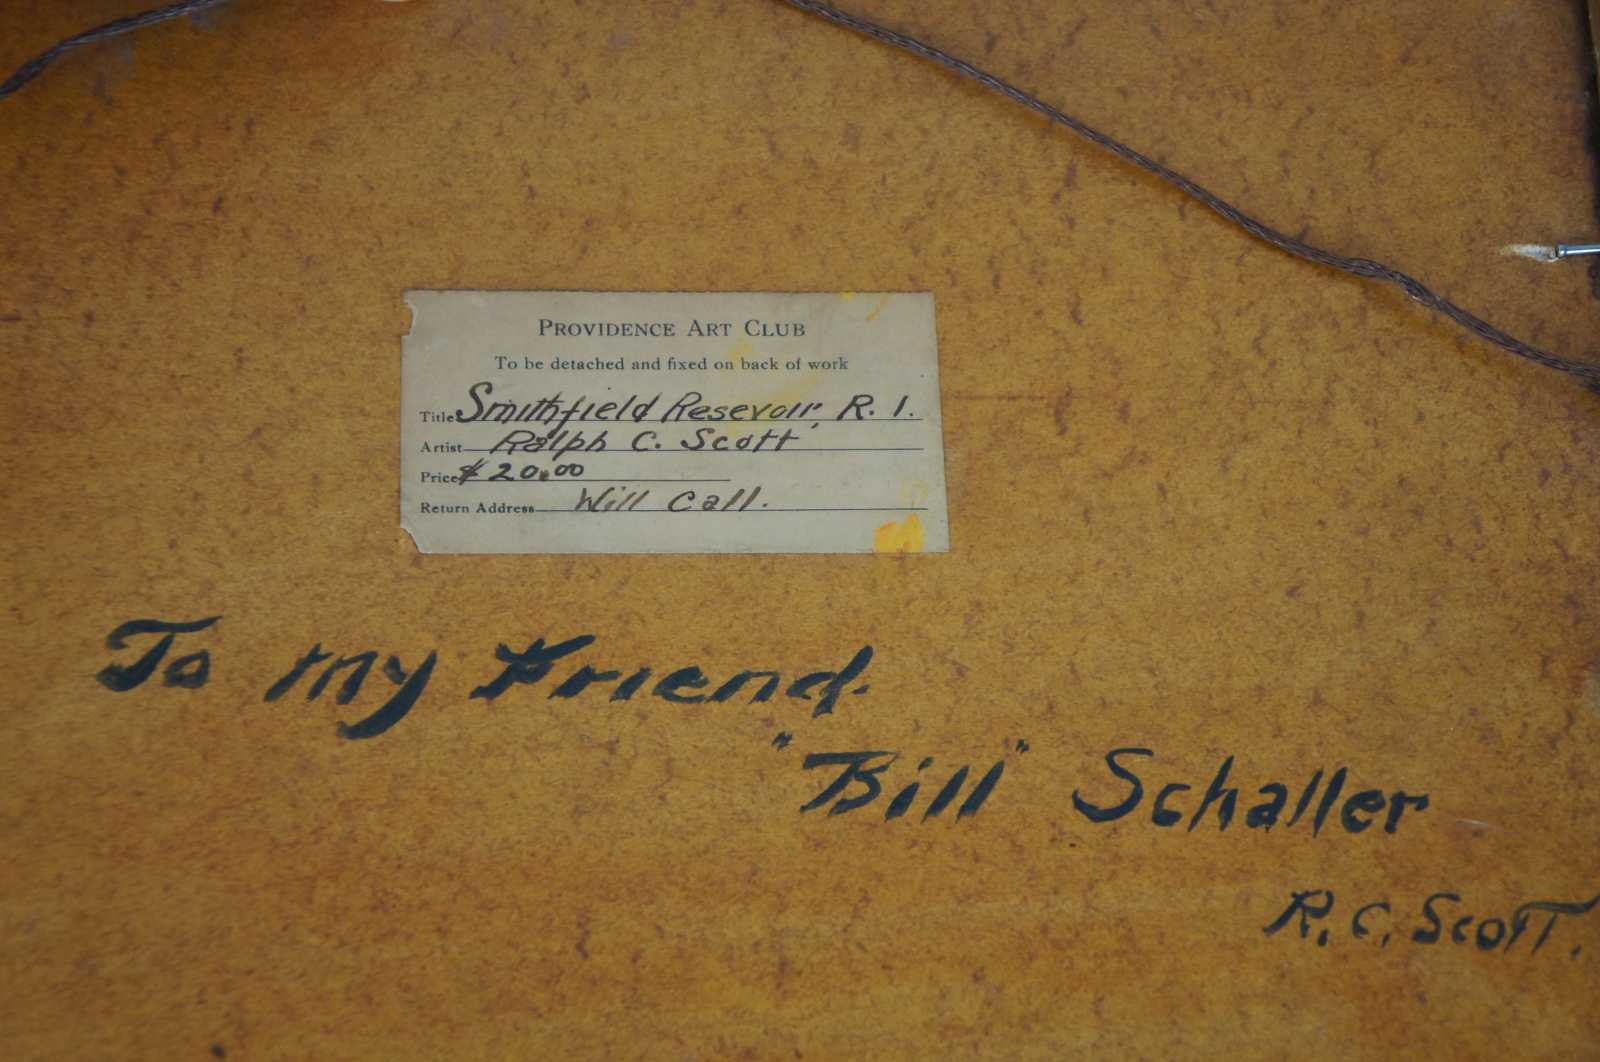 PROVIDENCE ART CLUB
To be detached and fixed on back of work
Title Smithfield Resevoir, R. I.
Artist Ralph C. Scott
Price $ 20.00
Return Address Will Call.
To my Friend.
"Bill" Schaller
R. C. Scott.